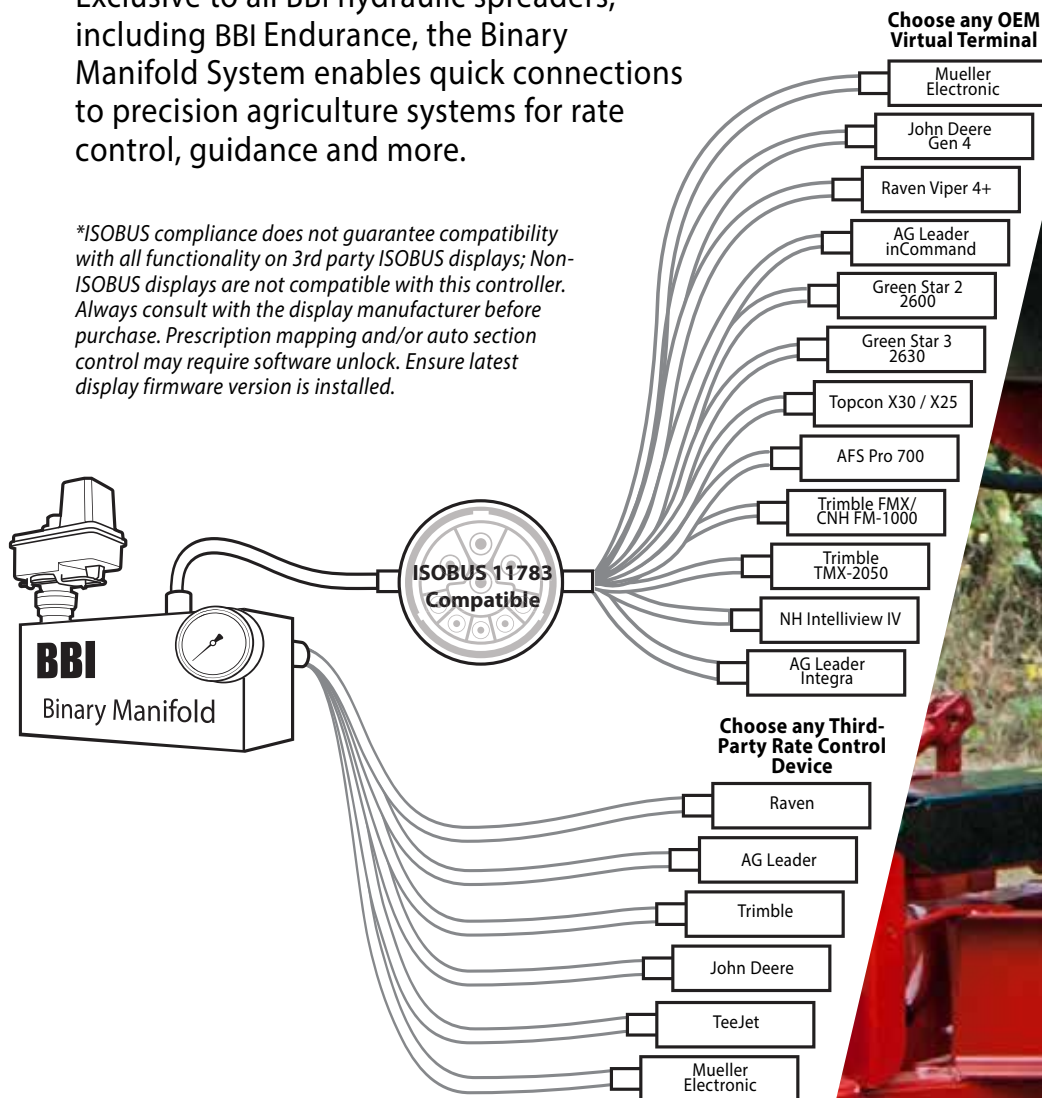 Exclusive to all BBI hydraulic spreaders,
including BBI Endurance, the Binary
Manifold System enables quick connections
to precision agriculture systems for rate
control, guidance and more.
*ISOBUS compliance does not guarantee compatibility
with all functionality on 3rd party ISOBUS displays; Non-
ISOBUS displays are not compatible with this controller.
Always consult with the display manufacturer before
purchase. Prescription mapping and/or auto section
control may require software unlock. Ensure latest
display firmware version is installed.
Choose any OEM
Virtual Terminal
Mueller
Electronic
John Deere
Gen 4
Raven Viper 4+
AG Leader
inCommand
Green Star 2
2600
Green Star 3
2630
Topcon X30 / X25
AFS Pro 700
Trimble FMX/
CNH FM-1000
Trimble
TMX-2050
NH Intelliview IV
AG Leader
Integra
ISOBUS 11783
Compatible
BBI
Binary Manifold
Choose any Third-
Party Rate Control
Device
Raven
AG Leader
Trimble
John Deere
TeeJet
Mueller
Electronic